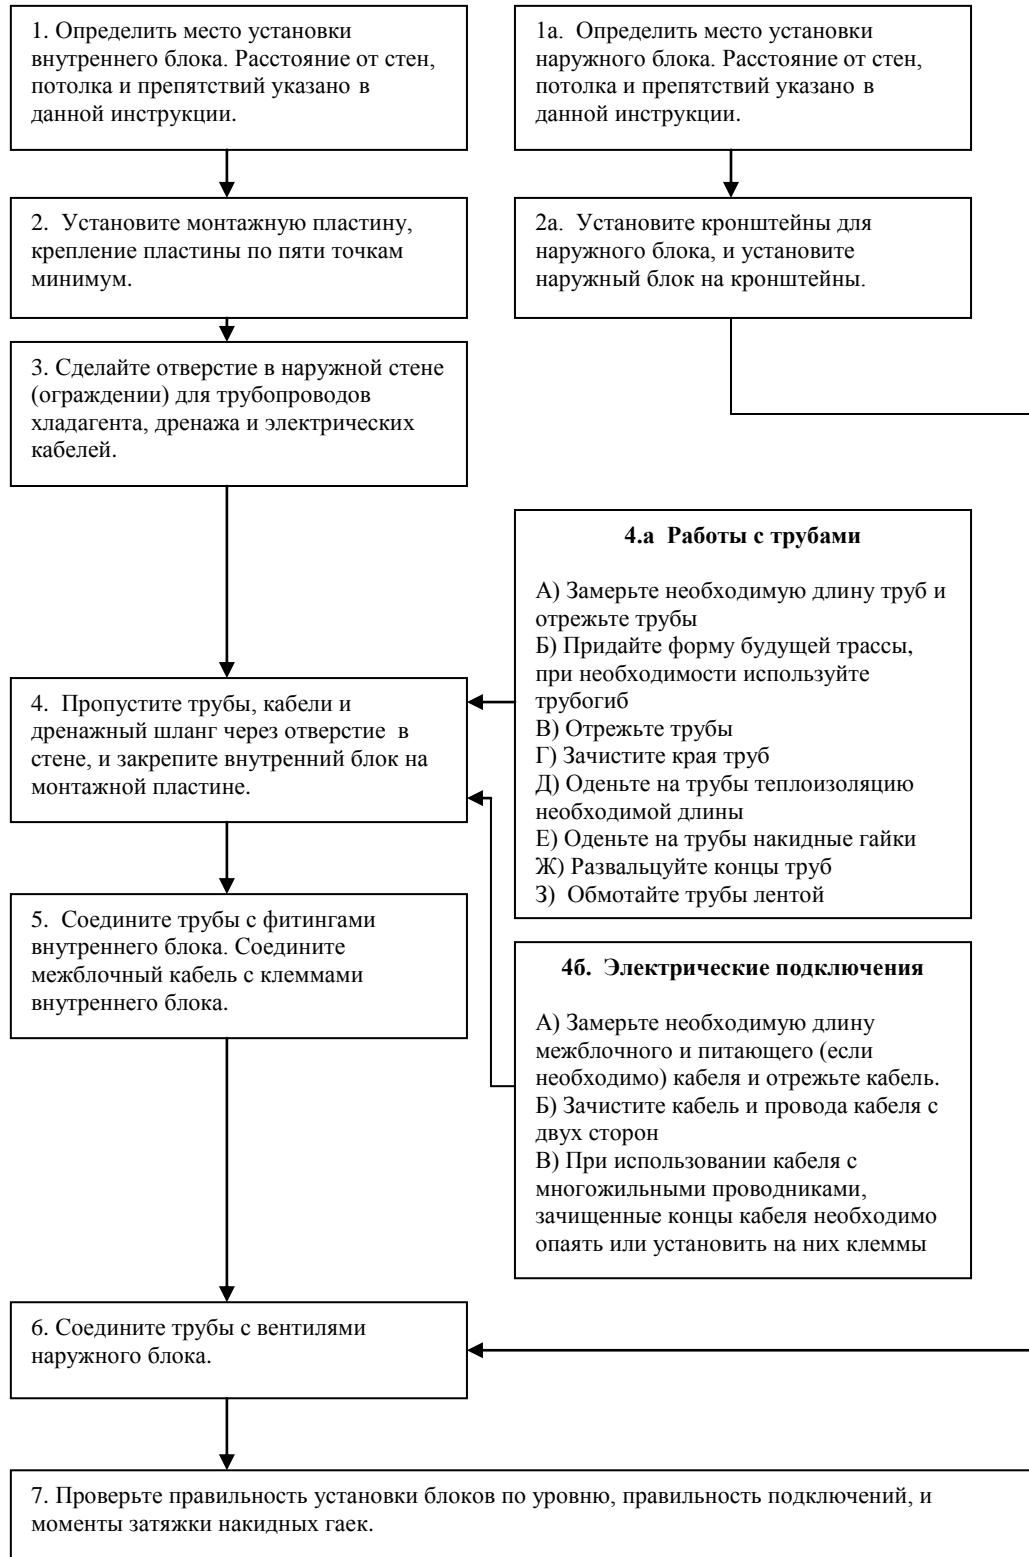 1. Определить место установки
внутреннего блока. Расстояние от стен,
потолка и препятствий указано в
данной инструкции.
1а. Определить место установки
наружного блока. Расстояние от стен,
потолка и препятствий указано в
данной инструкции.
2. Установите монтажную пластину,
крепление пластины по пяти точкам
минимум.
2а. Установите кронштейны для
наружного блока, и установите
наружный блок на кронштейны.
3. Сделайте отверстие в наружной стене
(ограждении) для трубопроводов
хладагента, дренажа и электрических
кабелей.
4.а Работы с трубами
А) Замерьте необходимую длину труб и
отрежьте трубы
Б) Придайте форму будущей трассы,
при необходимости используйте
трубогиб
В) Отрежьте трубы
Г) Зачистите края труб
Д) Оденьте на трубы теплоизоляцию
необходимой длины
Е) Оденьте на трубы накидные гайки
Ж) Развальцуйте концы труб
З) Обмотайте трубы лентой
4. Пропустите трубы, кабели и
дренажный шланг через отверстие в
стене, и закрепите внутренний блок на
монтажной пластине.
5. Соедините трубы с фитингами
внутреннего блока. Соедините
межблочный кабель с клеммами
внутреннего блока.
4б. Электрические подключения
А) Замерьте необходимую длину
межблочного и питающего (если
необходимо) кабеля и отрежьте кабель.
Б) Зачистите кабель и провода кабеля с
двух сторон
В) При использовании кабеля с
многожильными проводниками,
зачищенные концы кабеля необходимо
опаять или установить на них клеммы
6. Соедините трубы с вентилями
наружного блока.
7. Проверьте правильность установки блоков по уровню, правильность подключений, и
моменты затяжки накидных гаек.